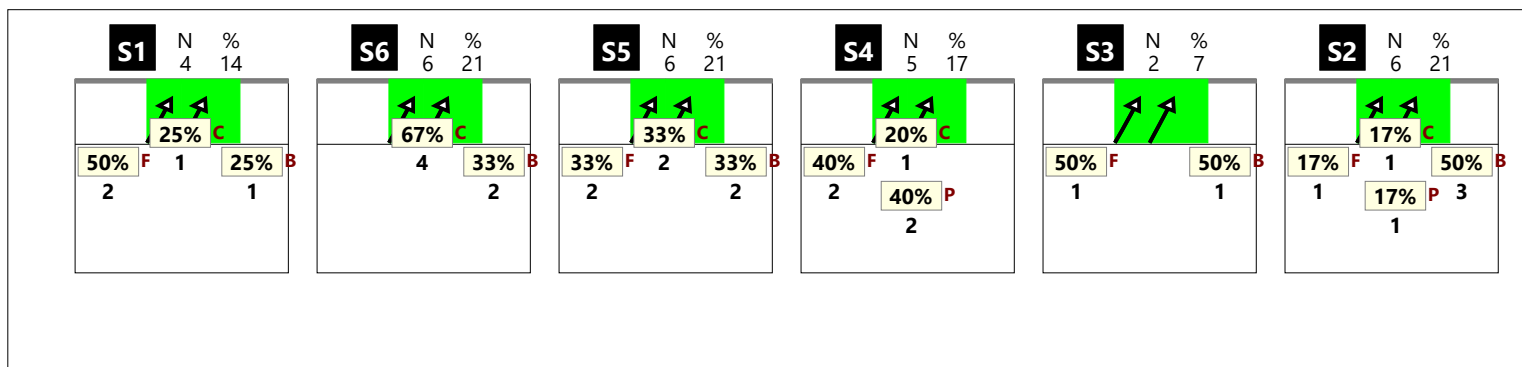 S1 N % S6 N % S5 N % S4 N % S3 N % S2 N %
4 14 6 21 6 21 5 17 2 7 6 21
25% C 67% C 33% C 20% C 17% C
50% F 1 25% B 4 33% B 33% F 2 33% B 40% F 1 50% F 50% B 17% F 1 50% B
2 1 2 2 2 2 40% P 1 1 1 17% P 3
2 1